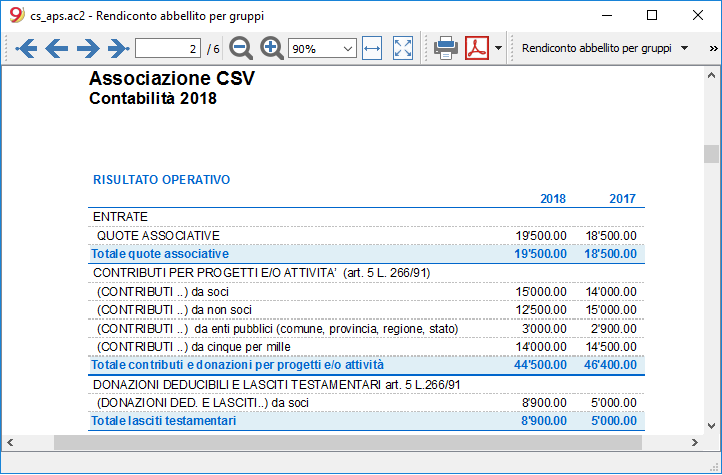 cs_aps.ac2 - Rendiconto abbellito per gruppi
2 / 6 90% Rendiconto abbellito per gruppi »
Associazione CSV
Contabilità 2018
RISULTATO OPERATIVO
2018 2017
ENTRATE
QUOTE ASSOCIATIVE 19'500.00 18'500.00
Totale quote associative 19'500.00 18'500.00
CONTRIBUTI PER PROGETTI E/O ATTIVITA' (art. 5 L. 266/91)
(CONTRIBUTI ..) da soci 15'000.00 14'000.00
(CONTRIBUTI ..) da non soci 12'500.00 15'000.00
(CONTRIBUTI ..) da enti pubblici (comune, provincia, regione, stato) 3'000.00 2'900.00
(CONTRIBUTI ..) da cinque per mille 14'000.00 14'500.00
Totale contributi e donazioni per progetti e/o attività 44'500.00 46'400.00
DONAZIONI DEDUCIBILI E LASCITI TESTAMENTARI art. 5 L.266/91
(DONAZIONI DED. E LASCITI..) da soci 8'900.00 5'000.00
Totale lasciti testamentari 8'900.00 5'000.00